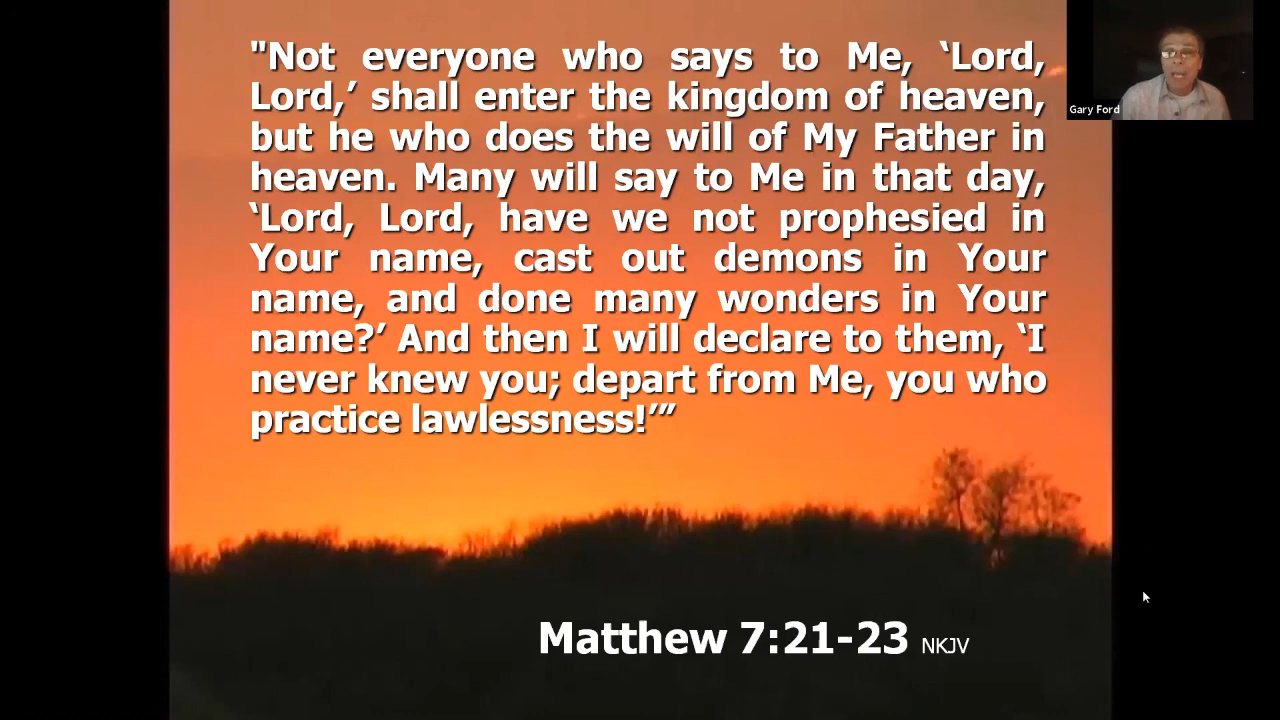 "Not everyone who says to Me, ‘Lord,
Lord,’ shall enter the kingdom of heaven,
but he who does the will of My Father in
heaven. Many will say to Me in that day,
‘Lord, Lord, have we not prophesied in
Your name, cast out demons in Your
name, and done many wonders in Your
name?’ And then I will declare to them, ‘I
never knew you; depart from Me, you who
practice lawlessness!’”
Matthew 7:21-23 NKJV
Gary Ford